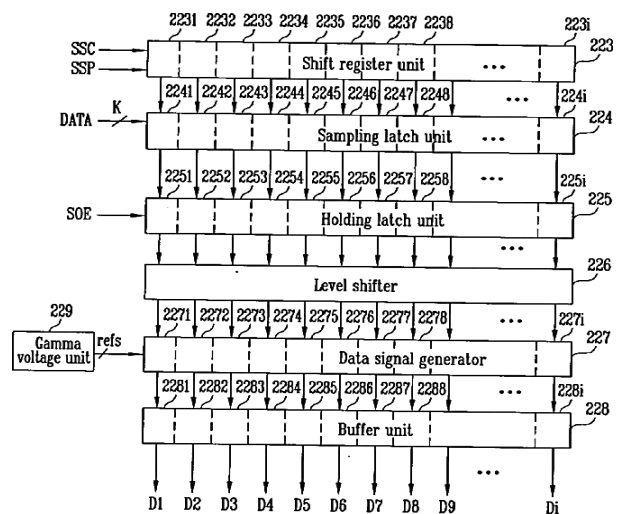 2231 2232 2233 2234 2235 2236 2237 2238 223i
SSC
SSP
Shift register unit ••• 223
2241 2242 2243 2244 2245 2246 2247 2248 ••• 224i
DATA K
Sampling latch unit ••• 224
2251 2252 2253 2254 2255 2256 2257 2258 ••• 225i
SOE
Holding latch unit ••• 225
•••
Level shifter 226
2271 2272 2273 2274 2275 2276 2277 2278 ••• 227i
229
Gamma voltage unit
refs
Data signal generator 227
2281 2282 2283 2284 2285 2286 2287 2288 ••• 228i
Buffer unit 228
•••
D1 D2 D3 D4 D5 D6 D7 D8 D9 Di